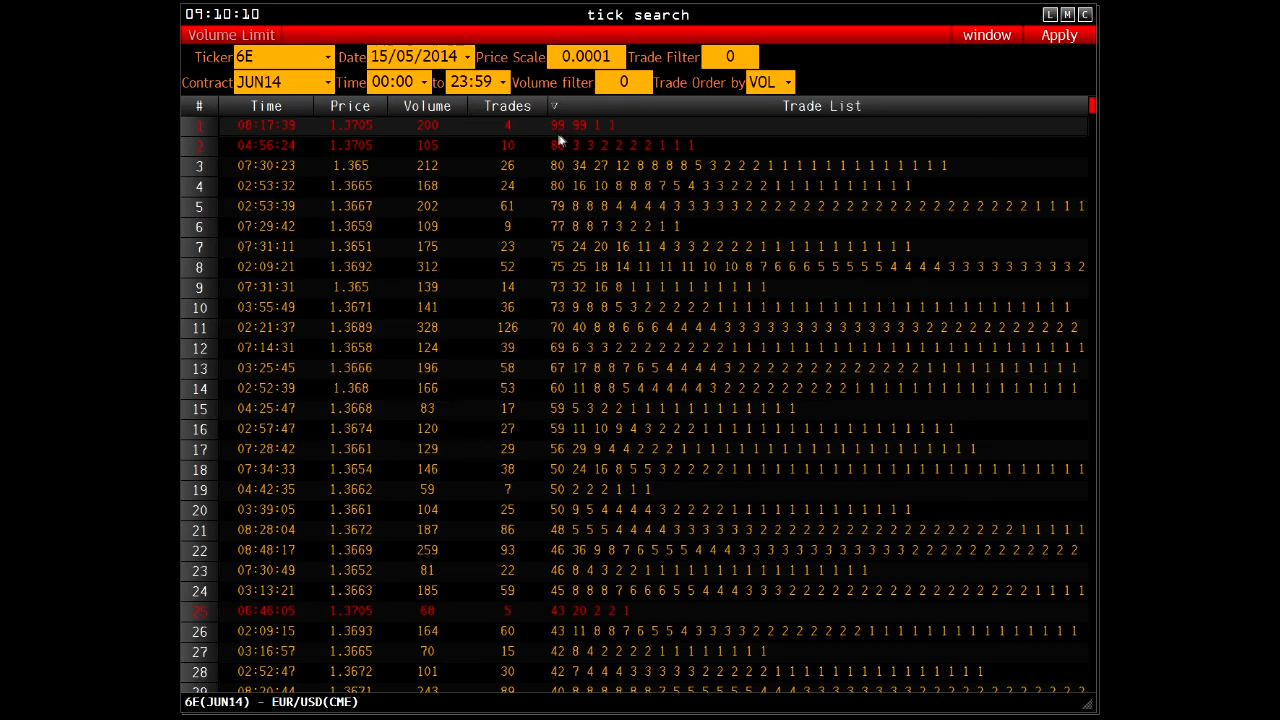 09:10:10 tick search L M C
Volume Limit window Apply
Ticker 6E Date 15/05/2014 Price Scale 0.0001 Trade Filter 0
Contract JUN14 Time 00:00 to 23:59 Volume filter 0 Trade Order by VOL
# Time Price Volume Trades Trade List
1 08:17:39 1.3705 200 4 99 99 1 1
2 04:56:24 1.3705 105 10 3 3 2 2 2 2 1 1 1
3 07:30:23 1.365 212 26 80 34 27 12 8 8 8 8 5 3 2 2 2 1 1 1 1 1 1 1 1 1 1 1 1 1
4 02:53:32 1.3665 168 24 80 16 10 8 8 8 7 5 4 3 3 2 2 2 1 1 1 1 1 1 1 1 1 1
5 02:53:39 1.3667 202 61 79 8 8 8 4 4 4 4 3 3 3 3 3 2 2 2 2 2 2 2 2 2 2 2 2 2 2 2 2 2 2 2 2 1 1 1 1
6 07:29:42 1.3659 109 9 77 8 8 7 3 2 2 1 1
7 07:31:11 1.3651 175 23 75 24 20 16 11 4 3 3 2 2 2 2 1 1 1 1 1 1 1 1 1 1 1
8 02:09:21 1.3692 312 52 75 25 18 14 11 11 11 10 10 8 7 6 6 6 5 5 5 5 5 4 4 4 4 3 3 3 3 3 3 3 3 3 2
9 07:31:31 1.365 139 14 73 32 16 8 1 1 1 1 1 1 1 1 1 1
10 03:55:49 1.3671 141 36 73 9 8 8 5 3 2 2 2 2 2 1 1 1 1 1 1 1 1 1 1 1 1 1 1 1 1 1 1 1 1 1 1 1 1 1
11 02:21:37 1.3689 328 126 70 40 8 8 6 6 6 4 4 4 4 3 3 3 3 3 3 3 3 3 3 3 3 3 3 2 2 2 2 2 2 2 2 2 2 2
12 07:14:31 1.3658 124 39 69 6 3 3 2 2 2 2 2 2 2 2 1 1 1 1 1 1 1 1 1 1 1 1 1 1 1 1 1 1 1 1 1 1 1 1 1
13 03:25:45 1.3666 196 58 67 17 8 8 7 6 5 4 4 4 4 3 3 2 2 2 2 2 2 2 2 2 1 1 1 1 1 1 1 1 1 1 1
14 02:52:39 1.368 166 53 60 11 8 8 5 4 4 4 4 4 3 2 2 2 2 2 2 2 2 2 1 1 1 1 1 1 1 1 1 1 1 1 1 1 1
15 04:25:47 1.3668 83 17 59 5 3 2 2 1 1 1 1 1 1 1 1 1 1 1 1
16 02:57:47 1.3674 120 27 59 11 10 9 4 3 2 2 2 1 1 1 1 1 1 1 1 1 1 1 1 1 1 1 1 1 1
17 07:28:42 1.3661 129 29 56 29 9 4 4 2 2 2 1 1 1 1 1 1 1 1 1 1 1 1 1 1 1 1 1 1 1 1 1
18 07:34:33 1.3654 146 38 50 24 16 8 5 5 3 2 2 2 2 1 1 1 1 1 1 1 1 1 1 1 1 1 1 1 1 1 1 1 1 1 1 1
19 04:42:35 1.3662 59 7 50 2 2 2 1 1 1
20 03:39:05 1.3661 104 25 50 9 5 4 4 4 4 3 2 2 2 2 1 1 1 1 1 1 1 1 1 1 1 1 1
21 08:28:04 1.3672 187 86 48 5 5 5 4 4 4 4 3 3 3 3 3 3 2 2 2 2 2 2 2 2 2 2 2 2 2 2 2 2 2 2 1 1 1 1 1
22 08:48:17 1.3669 259 93 46 36 9 8 7 6 5 5 5 4 4 4 3 3 3 3 3 3 3 3 3 3 3 3 2 2 2 2 2 2 2 2 2 2 2 2
23 07:30:49 1.3652 81 22 46 8 4 3 2 2 1 1 1 1 1 1 1 1 1 1 1 1 1 1 1 1
24 03:13:21 1.3663 185 59 45 8 8 8 7 6 6 6 5 5 4 4 4 3 3 3 2 2 2 2 2 2 2 2 2 2 2 2 2 1 1 1 1 1 1 1 1
25 08:46:05 1.3705 68 5 43 20 2 2 1
26 02:09:15 1.3693 164 60 43 11 8 8 7 6 5 5 4 3 3 3 3 2 2 2 2 2 2 2 2 1 1 1 1 1 1 1 1 1 1 1 1 1 1 1
27 03:16:57 1.3665 70 15 42 8 4 2 2 2 2 1 1 1 1 1 1 1 1
28 02:52:47 1.3672 101 30 42 7 4 4 4 3 3 3 3 2 2 2 2 2 1 1 1 1 1 1 1 1 1 1 1 1 1 1 1
6E(JUN14) - EUR/USD(CME)